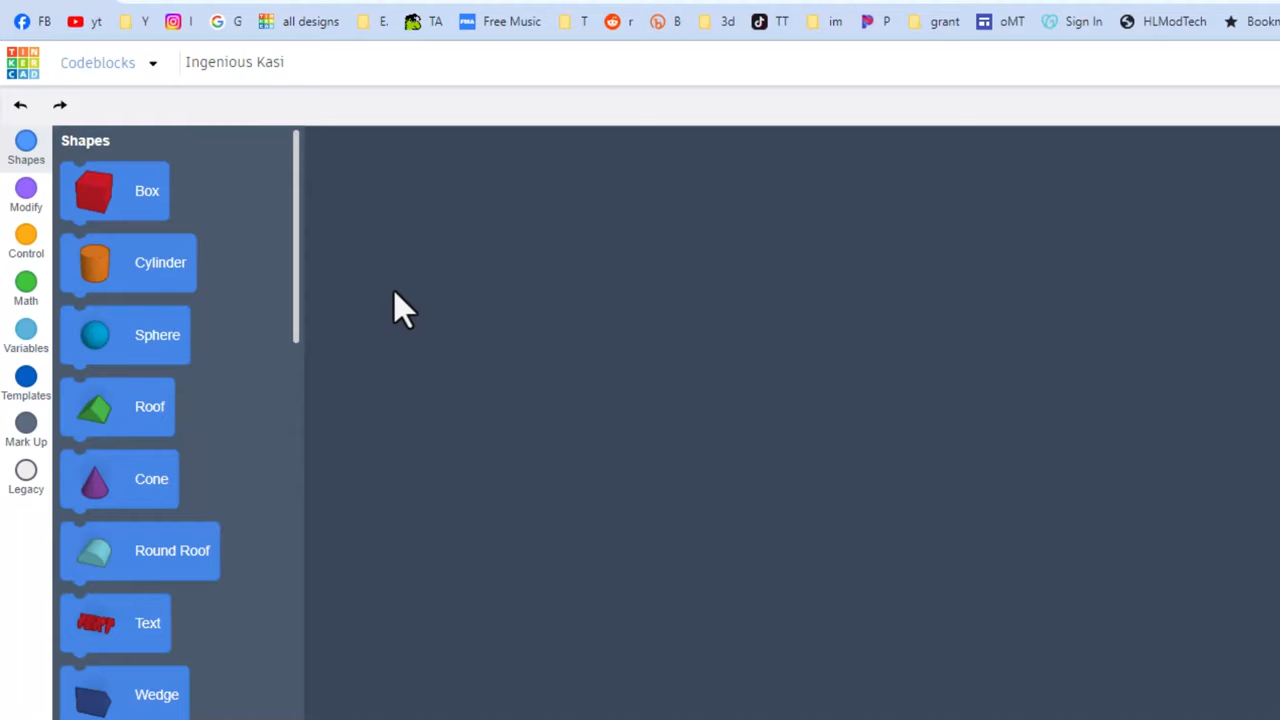 FB yt Y I G all designs E. TA Free Music T r B 3d TT im P grant oMT Sign In HLModTech Bookm
TIN
KER
CAD
Codeblocks Ingenious Kasi
Shapes
Modify
Control
Math
Variables
Templates
Mark Up
Legacy
Shapes
Box
Cylinder
Sphere
Roof
Cone
Round Roof
Text
Wedge